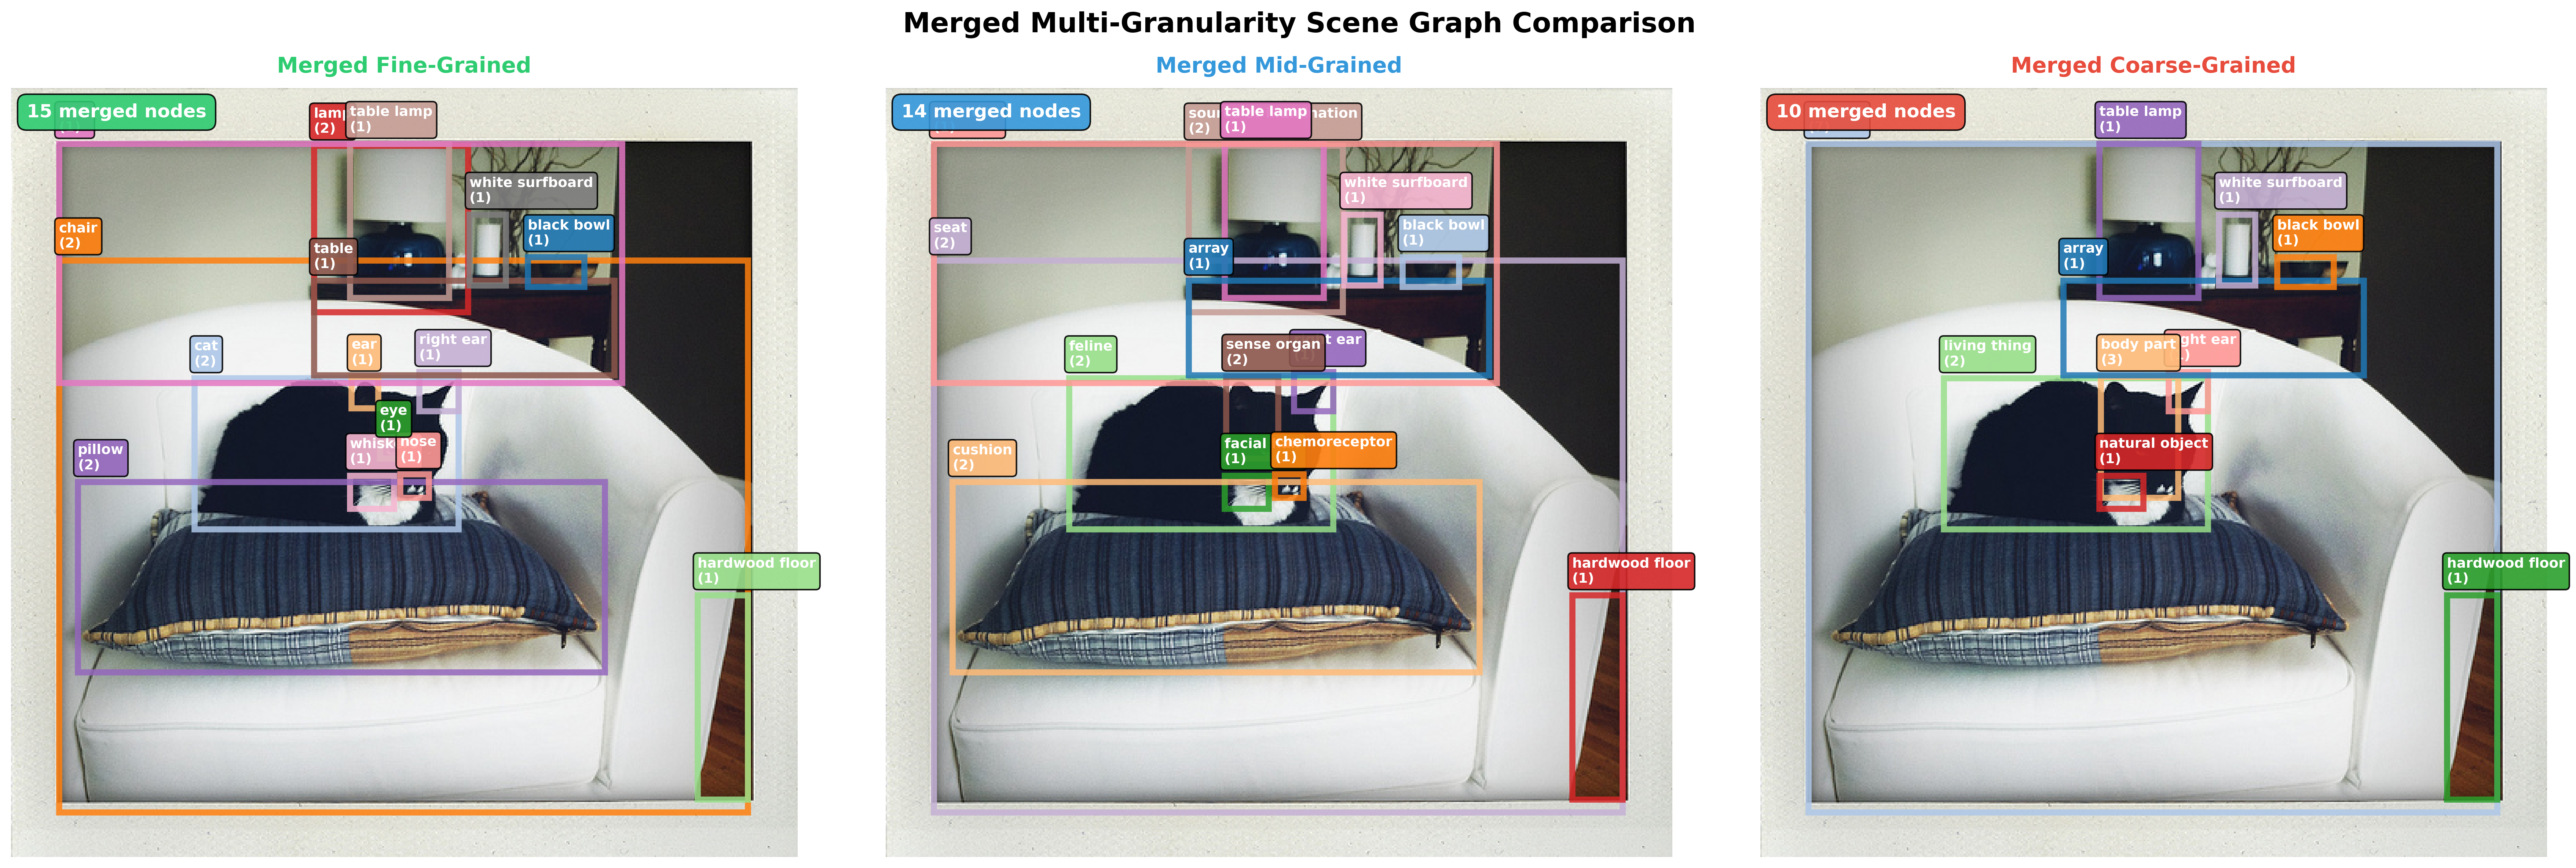 Merged Multi-Granularity Scene Graph Comparison
Merged Fine-Grained
15 merged nodes
lamp
(2)
table lamp
(1)
white surfboard
(1)
chair
(2)
black bowl
(1)
table
(1)
cat
(2)
ear
(1)
right ear
(1)
eye
(1)
nose
(1)
(1)
pillow
(2)
hardwood floor
(1)
Merged Mid-Grained
14 merged nodes
(2)
table lamp
(1)
white surfboard
(1)
seat
(2)
black bowl
(1)
array
(1)
feline
(2)
sense organ
(2)
ear
facial
(1)
chemoreceptor
(1)
cushion
(2)
hardwood floor
(1)
Merged Coarse-Grained
10 merged nodes
table lamp
(1)
white surfboard
(1)
black bowl
(1)
array
(1)
living thing
(2)
body part
(3)
ear
natural object
(1)
hardwood floor
(1)